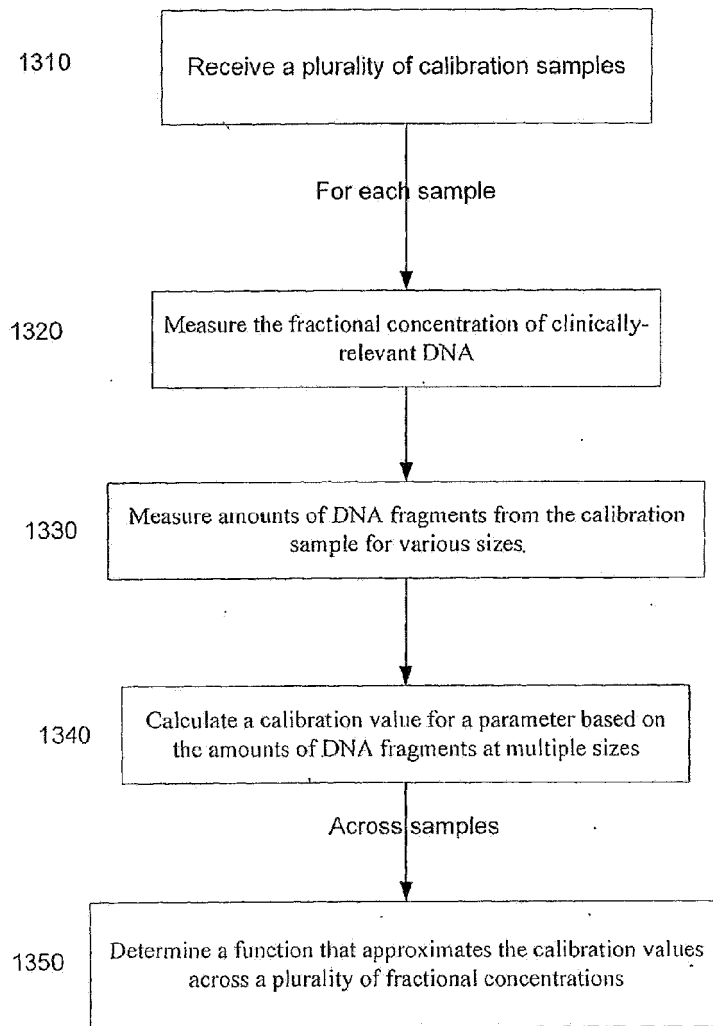 1310
Receive a plurality of calibration samples
For each sample
1320
Measure the fractional concentration of clinically-
relevant DNA
1330
Measure amounts of DNA fragments from the calibration
sample for various sizes.
1340
Calculate a calibration value for a parameter based on
the amounts of DNA fragments at multiple sizes
Across samples
1350
Determine a function that approximates the calibration values
across a plurality of fractional concentrations